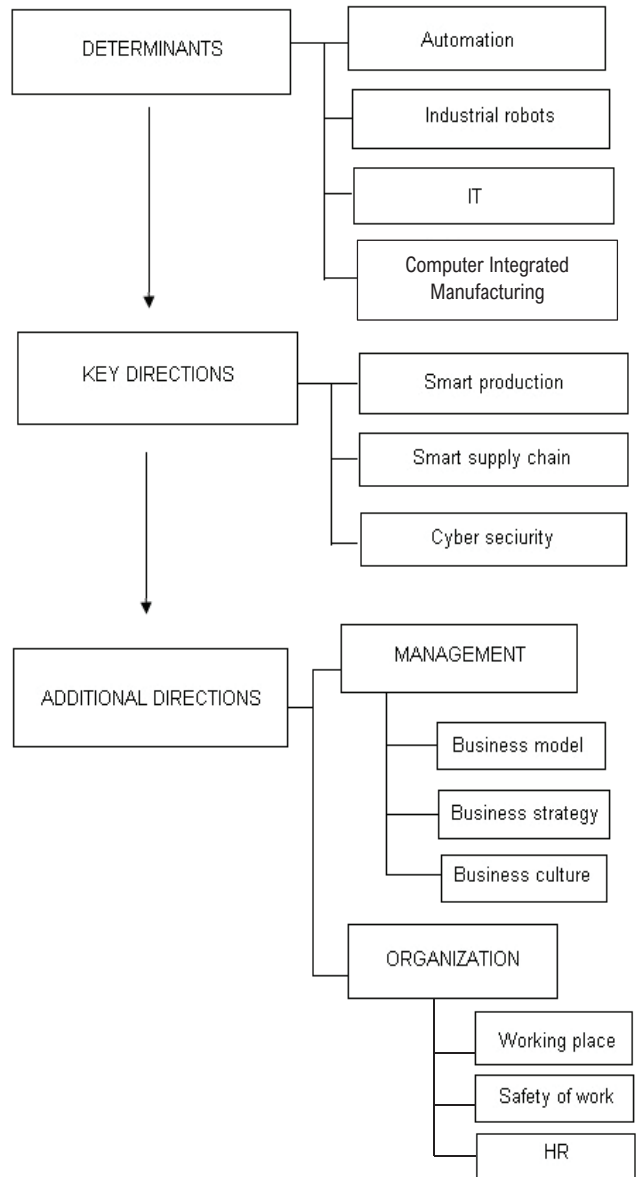 DETERMINANTS
Automation
Industrial robots
IT
Computer Integrated
Manufacturing
KEY DIRECTIONS
Smart production
Smart supply chain
Cyber seciurity
ADDITIONAL DIRECTIONS
MANAGEMENT
Business model
Business strategy
Business culture
ORGANIZATION
Working place
Safety of work
HR